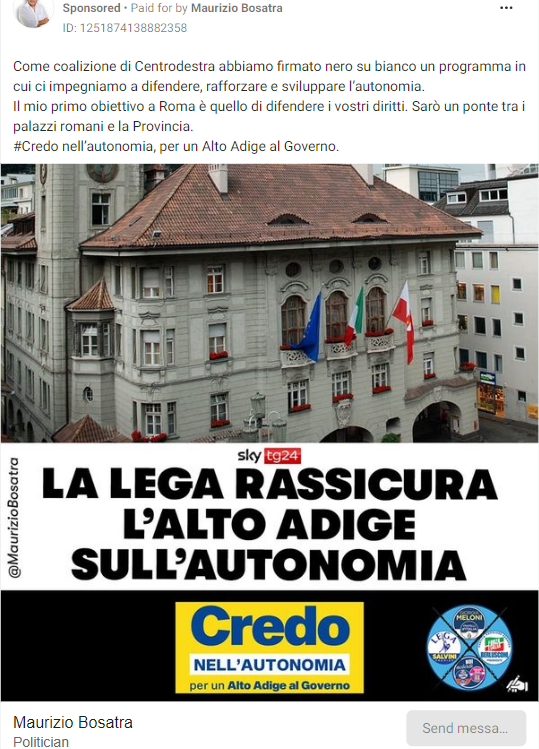 Sponsored • Paid for by Maurizio Bosatra
ID: 1251874138882358
Come coalizione di Centrodestra abbiamo firmato nero su bianco un programma in
cui ci impegniamo a difendere, rafforzare e sviluppare l'autonomia.
Il mio primo obiettivo a Roma è quello di difendere i vostri diritti. Sarò un ponte tra i
palazzi romani e la Provincia.
#Credo nell'autonomia, per un Alto Adige al Governo.
sky tg24
@MaurizioBosatra
LA LEGA RASSICURA
L'ALTO ADIGE
SULL'AUTONOMIA
Credo
NELL'AUTONOMIA
per un Alto Adige al Governo
MELONI
LEGA
SALVINI
FORZA ITALIA
BERLUSCONI
NOI
Maurizio Bosatra
Politician
Send messa...